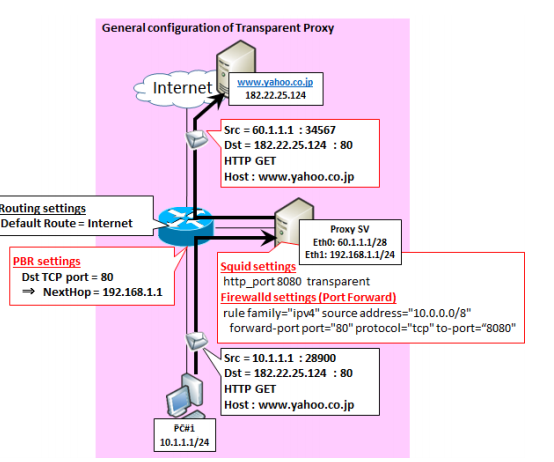 General configuration of Transparent Proxy
Internet
www.yahoo.co.jp
182.22.25.124
Src = 60.1.1.1 : 34567
Dst = 182.22.25.124 : 80
HTTP GET
Host : www.yahoo.co.jp
Routing settings
Default Route = Internet
Proxy SV
Eth0: 60.1.1.1/28
Eth1: 192.168.1.1/24
PBR settings
Dst TCP port = 80
⇒ NextHop = 192.168.1.1
Squid settings
http_port 8080 transparent
Firewalld settings (Port Forward)
rule family="ipv4" source address="10.0.0.0/8"
forward-port port="80" protocol="tcp" to-port="8080"
Src = 10.1.1.1 : 28900
Dst = 182.22.25.124 : 80
HTTP GET
Host : www.yahoo.co.jp
PC#1
10.1.1.1/24